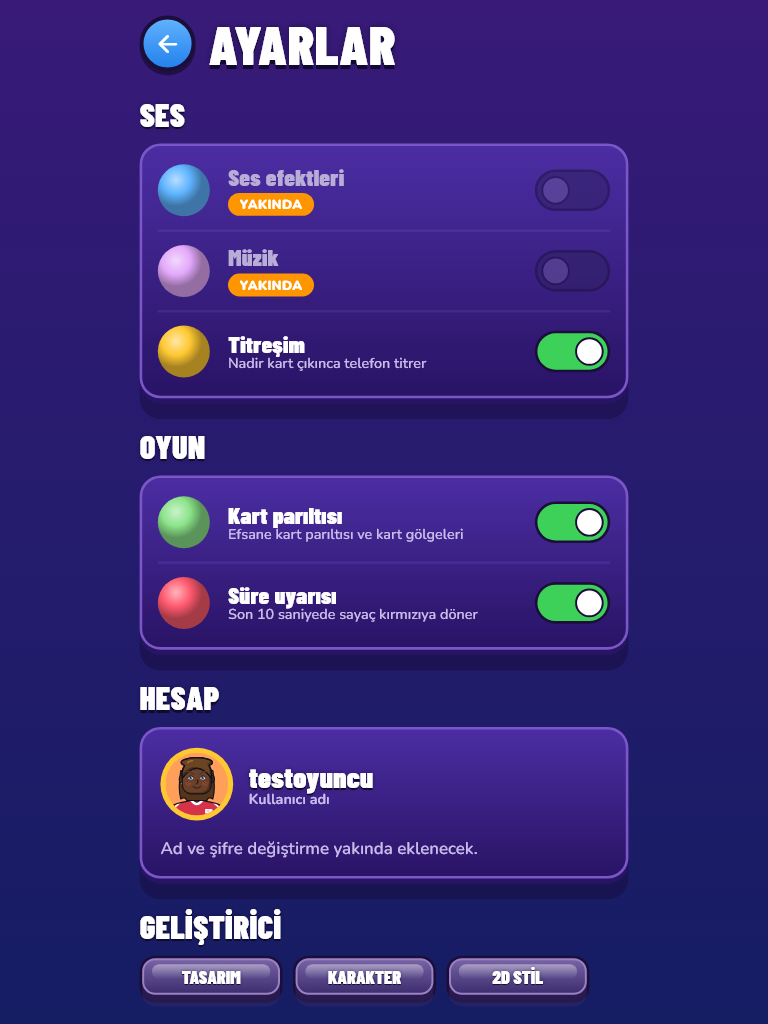 AYARLAR
SES
Ses efektleri
YAKINDA
Müzik
YAKINDA
Titreşim
Nadir kart çıkınca telefon titrer
OYUN
Kart parıltısı
Efsane kart parıltısı ve kart gölgeleri
Süre uyarısı
Son 10 saniyede sayaç kırmızıya döner
HESAP
testoyuncu
Kullanıcı adı
Ad ve şifre değiştirme yakında eklenecek.
GELİŞTİRİCİ
TASARIM KARAKTER 2D STİL